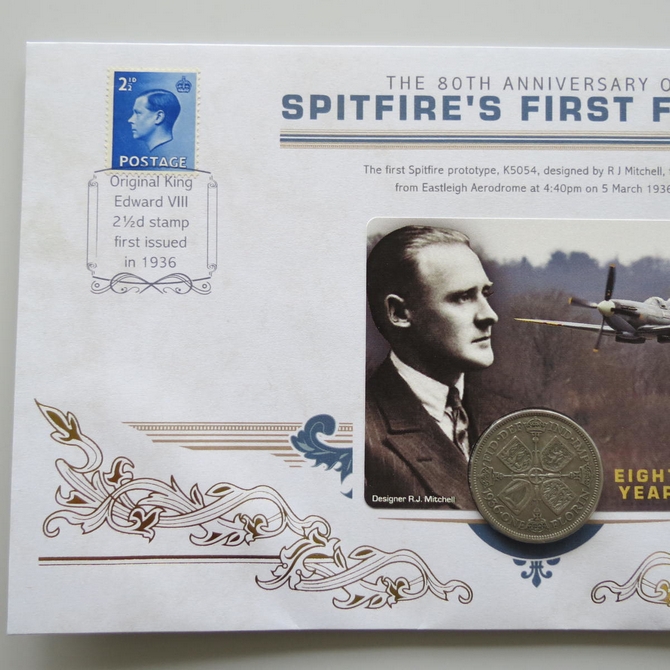 2½D
POSTAGE
Original King
Edward VIII
2½d stamp
first issued
in 1936
THE 80TH ANNIVERSARY O
SPITFIRE'S FIRST F
The first Spitfire prototype, K5054, designed by R J Mitchell,
from Eastleigh Aerodrome at 4:40pm on 5 March 1936
Designer R.J. Mitchell
EIGHT
YEAR